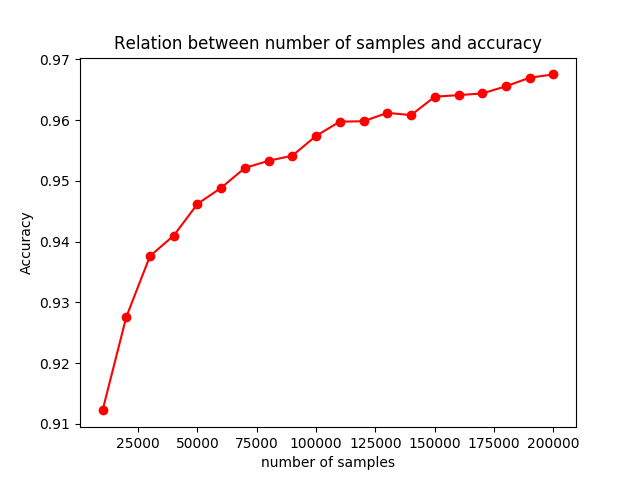 Relation between number of samples and accuracy
0.97
0.96
0.95
0.94
0.93
0.92
0.91
Accuracy
25000 50000 75000 100000 125000 150000 175000 200000
number of samples